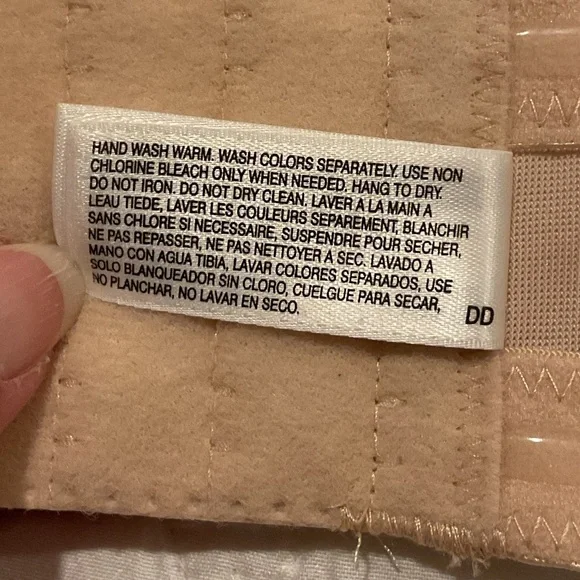 HAND WASH WARM. WASH COLORS SEPARATELY. USE NON
CHLORINE BLEACH ONLY WHEN NEEDED. HANG TO DRY.
DO NOT IRON. DO NOT DRY CLEAN. LAVER A LA MAIN A
LEAU TIEDE, LAVER LES COULEURS SEPAREMENT, BLANCHIR
SANS CHLORE SI NECESSAIRE, SUSPENDRE POUR SECHER,
NE PAS REPASSER, NE PAS NETTOYER A SEC. LAVADO A
MANO CON AGUA TIBIA, LAVAR COLORES SEPARADOS, USE
SOLO BLANQUEADOR SIN CLORO, CUELGUE PARA SECAR,
NO PLANCHAR, NO LAVAR EN SECO.
DD